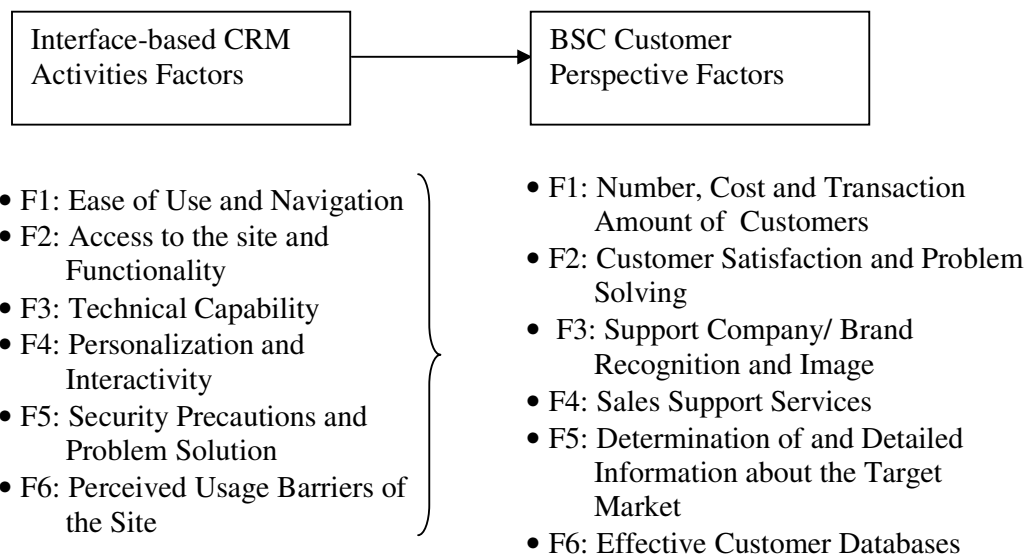 Interface-based CRM
Activities Factors
BSC Customer
Perspective Factors
• F1: Ease of Use and Navigation
• F2: Access to the site and
Functionality
• F3: Technical Capability
• F4: Personalization and
Interactivity
• F5: Security Precautions and
Problem Solution
• F6: Perceived Usage Barriers of
the Site
• F1: Number, Cost and Transaction
Amount of Customers
• F2: Customer Satisfaction and Problem
Solving
• F3: Support Company/ Brand
Recognition and Image
• F4: Sales Support Services
• F5: Determination of and Detailed
Information about the Target
Market
• F6: Effective Customer Databases